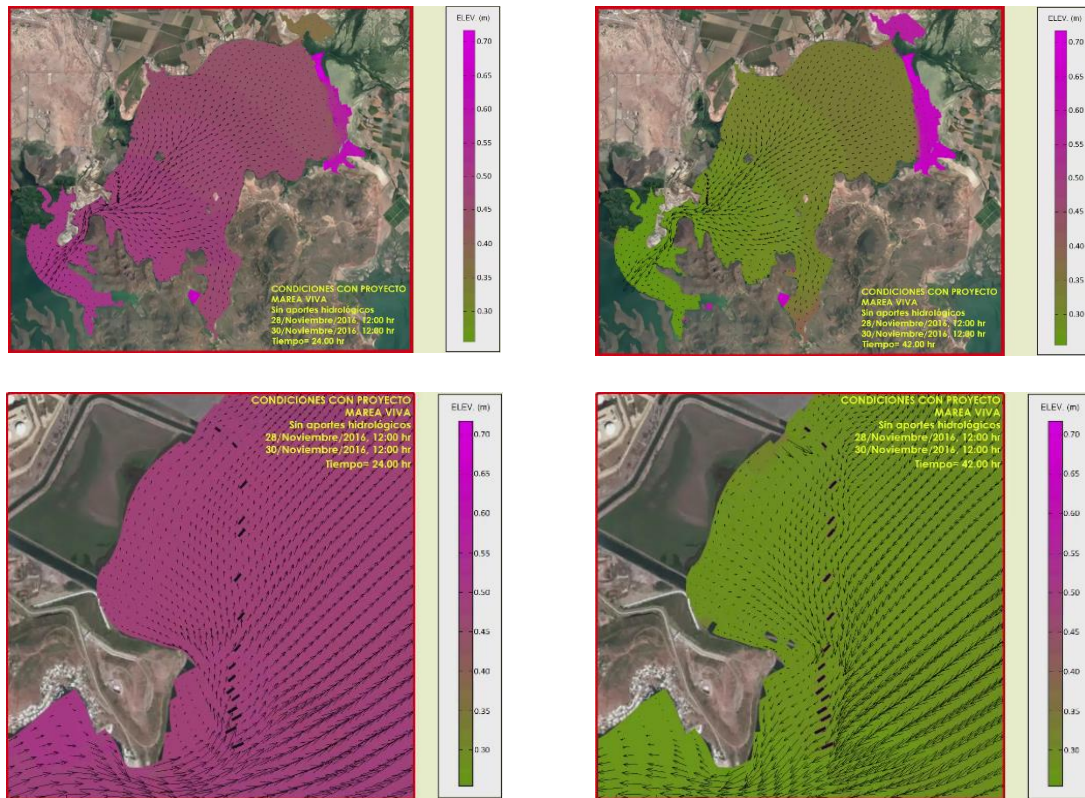 ELEV. (m)
0.70
0.65
0.60
0.55
0.50
0.45
0.40
0.35
0.30
CONDICIONES CON PROYECTO
MAREA VIVA
Sin aportes hidrológicos
28/Noviembre/2016, 12:00 hr
30/Noviembre/2016, 12:00 hr
Tiempo= 24.00 hr
ELEV. (m)
0.70
0.65
0.60
0.55
0.50
0.45
0.40
0.35
0.30
CONDICIONES CON PROYECTO
MAREA VIVA
Sin aportes hidrológicos
28/Noviembre/2016, 12:00 hr
30/Noviembre/2016, 12:00 hr
Tiempo= 42.00 hr
CONDICIONES CON PROYECTO
MAREA VIVA
Sin aportes hidrológicos
28/Noviembre/2016, 12:00 hr
30/Noviembre/2016, 12:00 hr
Tiempo= 24.00 hr
ELEV. (m)
0.70
0.65
0.60
0.55
0.50
0.45
0.40
0.35
0.30
CONDICIONES CON PROYECTO
MAREA VIVA
Sin aportes hidrológicos
28/Noviembre/2016, 12:00 hr
30/Noviembre/2016, 12:00 hr
Tiempo= 42.00 hr
ELEV. (m)
0.70
0.65
0.60
0.55
0.50
0.45
0.40
0.35
0.30